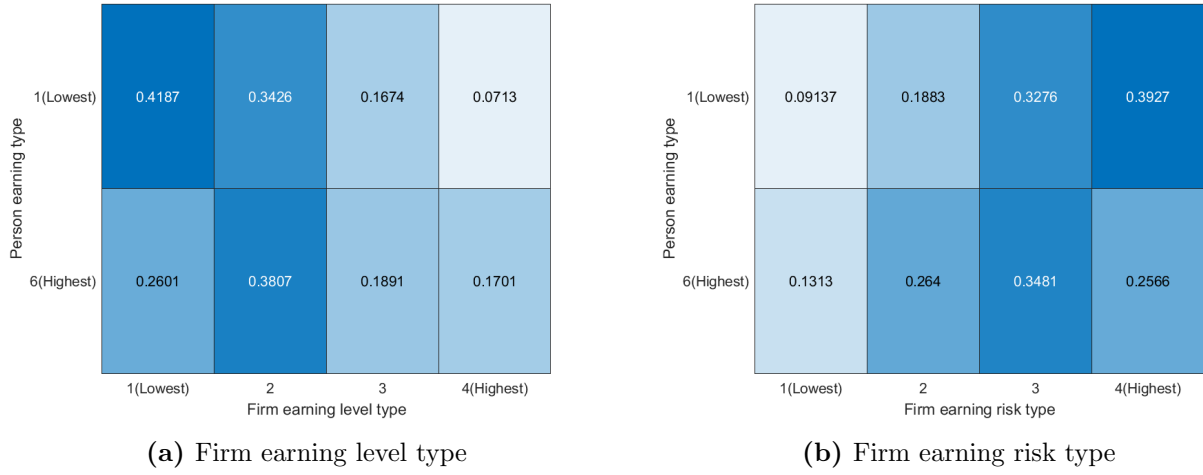 Person earning type
1(Lowest)
0.4187 0.3426 0.1674 0.0713
6(Highest)
0.2601 0.3807 0.1891 0.1701
1(Lowest) 2 3 4(Highest)
Firm earning level type
(a) Firm earning level type
Person earning type
1(Lowest)
0.09137 0.1883 0.3276 0.3927
6(Highest)
0.1313 0.264 0.3481 0.2566
1(Lowest) 2 3 4(Highest)
Firm earning risk type
(b) Firm earning risk type